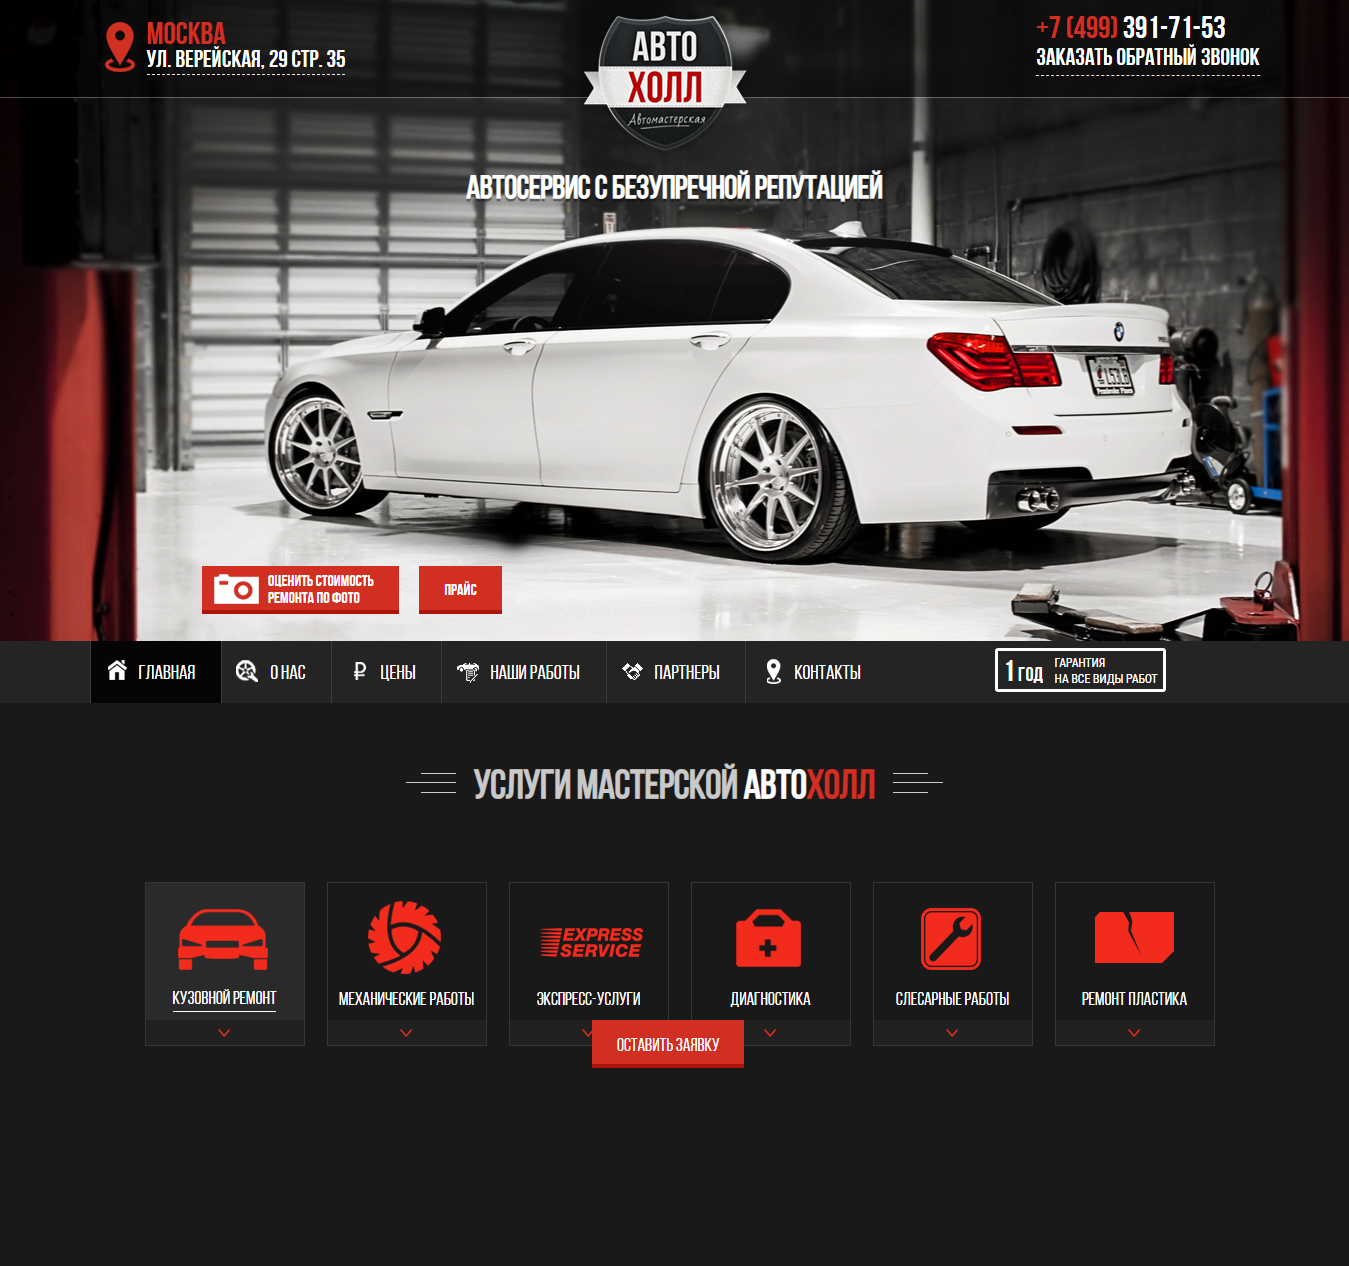 МОСКВА
УЛ. ВЕРЕЙСКАЯ, 29 СТР. 35
АВТО
ХОЛЛ
Автомастерская
+7 (499) 391-71-53
ЗАКАЗАТЬ ОБРАТНЫЙ ЗВОНОК
АВТОСЕРВИС С БЕЗУПРЕЧНОЙ РЕПУТАЦИЕЙ
ОЦЕНИТЬ СТОИМОСТЬ
РЕМОНТА ПО ФОТО
ПРАЙС
ГЛАВНАЯ
О НАС
ЦЕНЫ
НАШИ РАБОТЫ
ПАРТНЕРЫ
КОНТАКТЫ
1 год
ГАРАНТИЯ
НА ВСЕ ВИДЫ РАБОТ
УСЛУГИ МАСТЕРСКОЙ АВТОХОЛЛ
EXPRESS
SERVICE
КУЗОВНОЙ РЕМОНТ
МЕХАНИЧЕСКИЕ РАБОТЫ
ЭКСПРЕСС-УСЛУГИ
ДИАГНОСТИКА
СЛЕСАРНЫЕ РАБОТЫ
РЕМОНТ ПЛАСТИКА
ОСТАВИТЬ ЗАЯВКУ